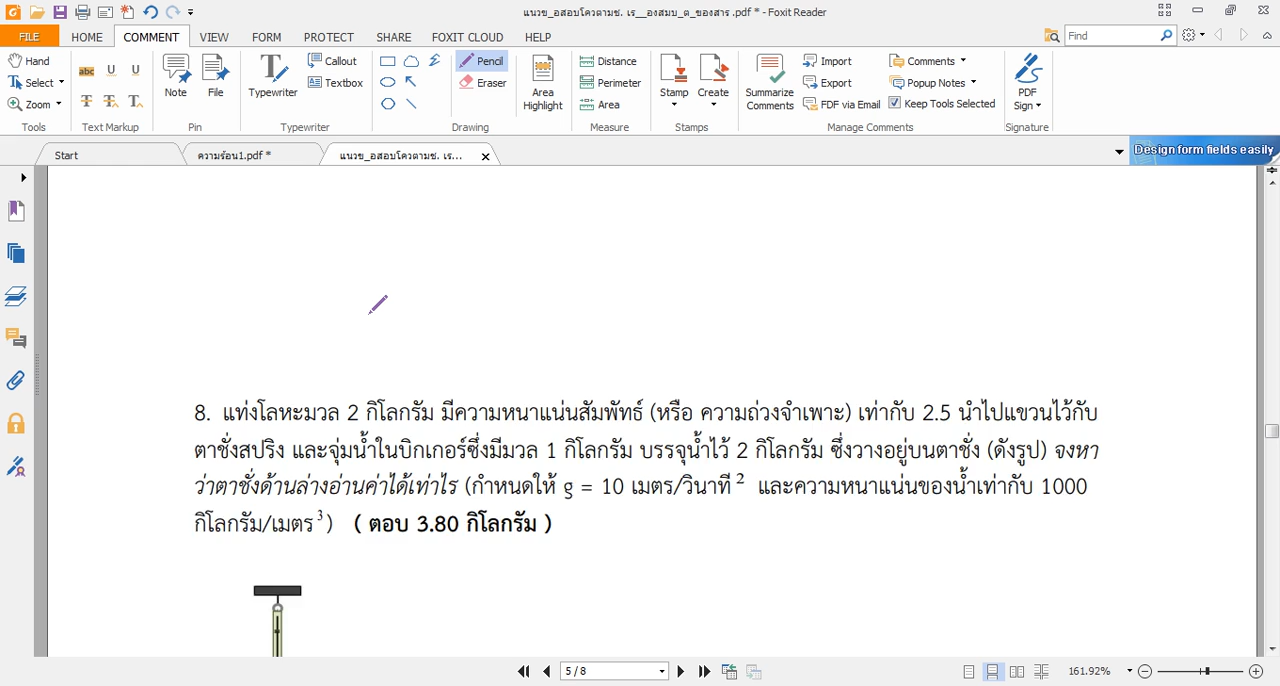 แนวข_อสอบโควตามช. เร__องสมบ_ต_ของสาร .pdf * - Foxit Reader
FILE HOME COMMENT VIEW FORM PROTECT SHARE FOXIT CLOUD HELP
Find
Hand
Select
Zoom
Tools
abc U U
T T T
Text Markup
Note File
Pin
Typewriter
Callout
Textbox
Typewriter
Pencil
Eraser
Drawing
Area
Highlight
Distance
Perimeter
Area
Measure
Stamp Create
Stamps
Summarize
Comments
Import
Export
FDF via Email
Comments
Popup Notes
Keep Tools Selected
Manage Comments
PDF
Sign
Signature
Start ความร้อน1.pdf * แนวข_อสอบโควตามช. เร... Design form fields easily
8. แท่งโลหะมวล 2 กิโลกรัม มีความหนาแน่นสัมพัทธ์ (หรือ ความถ่วงจำเพาะ) เท่ากับ 2.5 นำไปแขวนไว้กับ
ตาชั่งสปริง และจุ่มน้ำในบิกเกอร์ซึ่งมีมวล 1 กิโลกรัม บรรจุน้ำไว้ 2 กิโลกรัม ซึ่งวางอยู่บนตาชั่ง (ดังรูป) จงหา
ว่าตาชั่งด้านล่างอ่านค่าได้เท่าไร (กำหนดให้ g = 10 เมตร/วินาที² และความหนาแน่นของน้ำเท่ากับ 1000
กิโลกรัม/เมตร³) ( ตอบ 3.80 กิโลกรัม )
5 / 8
161.92%